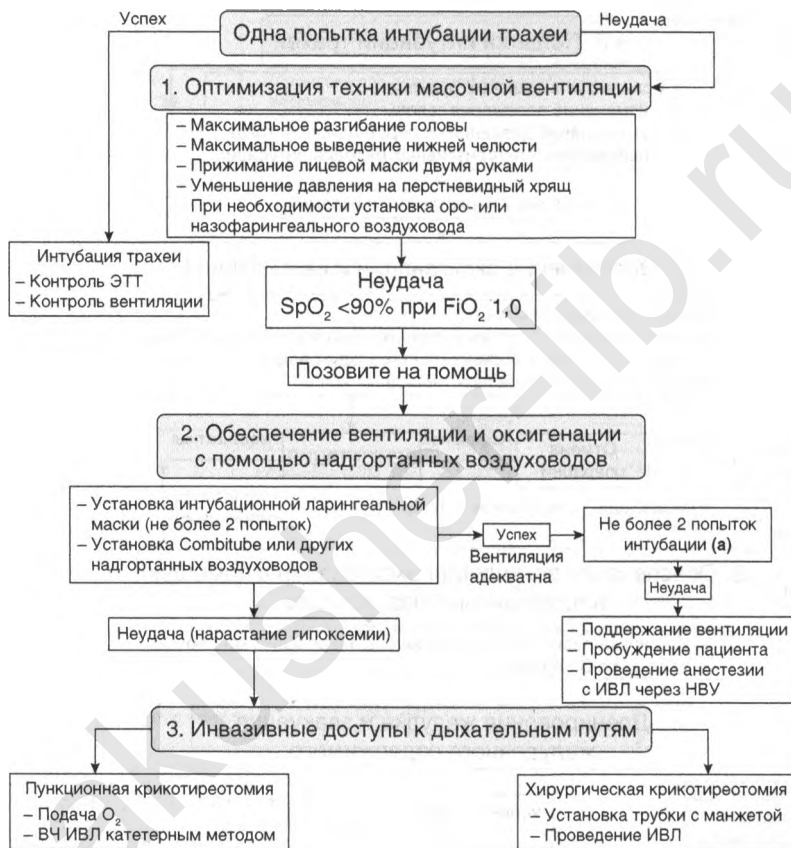 Успех
Неудача
Одна попытка интубации трахеи
1. Оптимизация техники масочной вентиляции
– Максимальное разгибание головы
– Максимальное выведение нижней челюсти
– Прижимание лицевой маски двумя руками
– Уменьшение давления на перстневидный хрящ
При необходимости установка оро- или
назофарингеального воздуховода
Интубация трахеи
– Контроль ЭТТ
– Контроль вентиляции
Неудача
SpO₂ <90% при FiO₂ 1,0
Позовите на помощь
2. Обеспечение вентиляции и оксигенации
с помощью надгортанных воздуховодов
– Установка интубационной ларингеальной
маски (не более 2 попыток)
– Установка Combitube или других
надгортанных воздуховодов
Успех
Вентиляция
адекватна
Не более 2 попыток
интубации (а)
Неудача
– Поддержание вентиляции
– Пробуждение пациента
– Проведение анестезии
с ИВЛ через НВУ
Неудача (нарастание гипоксемии)
3. Инвазивные доступы к дыхательным путям
Пункционная крикотиреотомия
– Подача O₂
– ВЧ ИВЛ катетерным методом
Хирургическая крикотиреотомия
– Установка трубки с манжетой
– Проведение ИВЛ
akusher-lib.ru